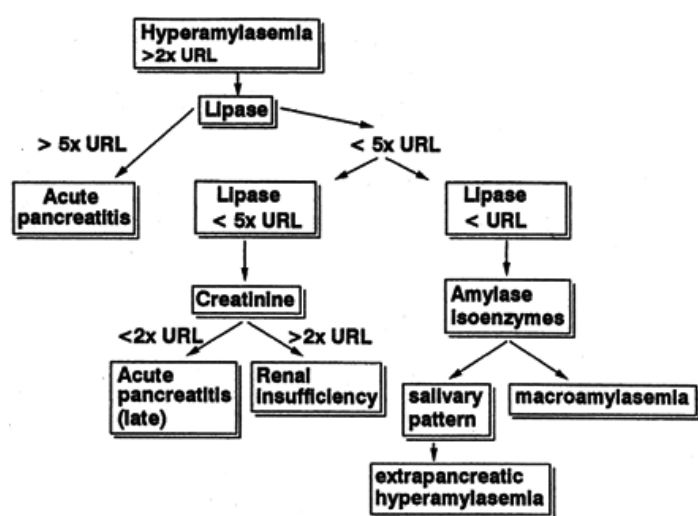 Hyperamylasemia
>2x URL
Lipase
> 5x URL
< 5x URL
Acute
pancreatitis
Lipase
< 5x URL
Lipase
< URL
Creatinine
Amylase
isoenzymes
<2x URL
>2x URL
Acute
pancreatitis
(late)
Renal
insufficiency
salivary
pattern
macroamylasemia
extrapancreatic
hyperamylasemia